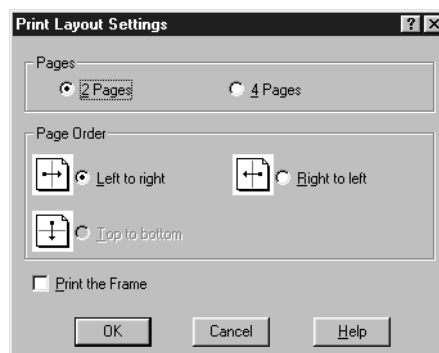 Print Layout Settings ? X
Pages
2 Pages 4 Pages
Page Order
Left to right Right to left
Top to bottom
Print the Frame
OK Cancel Help